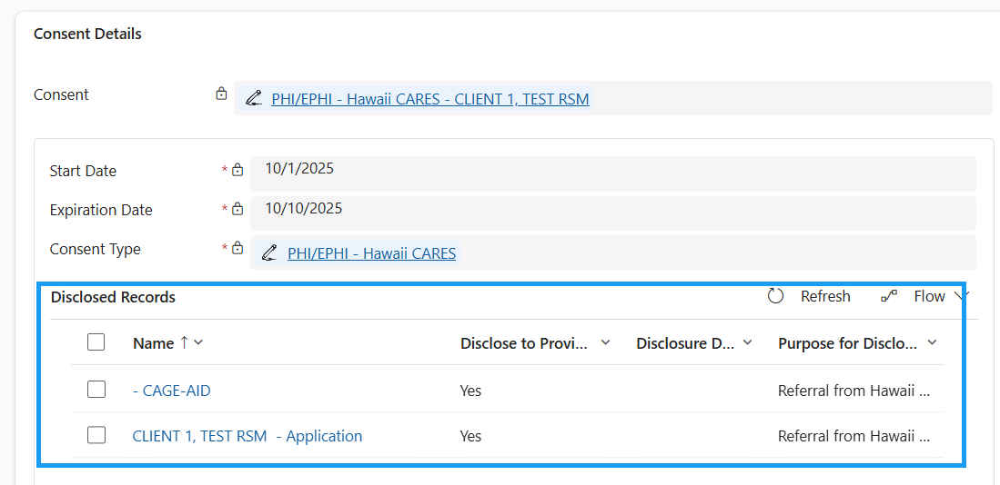 Consent Details
Consent PHI/EPHI - Hawaii CARES - CLIENT 1, TEST RSM
Start Date * 10/1/2025
Expiration Date * 10/10/2025
Consent Type * PHI/EPHI - Hawaii CARES
Disclosed Records Refresh Flow
Name ↑ Disclose to Provi... Disclosure D... Purpose for Disclo...
- CAGE-AID Yes Referral from Hawaii ...
CLIENT 1, TEST RSM - Application Yes Referral from Hawaii ...